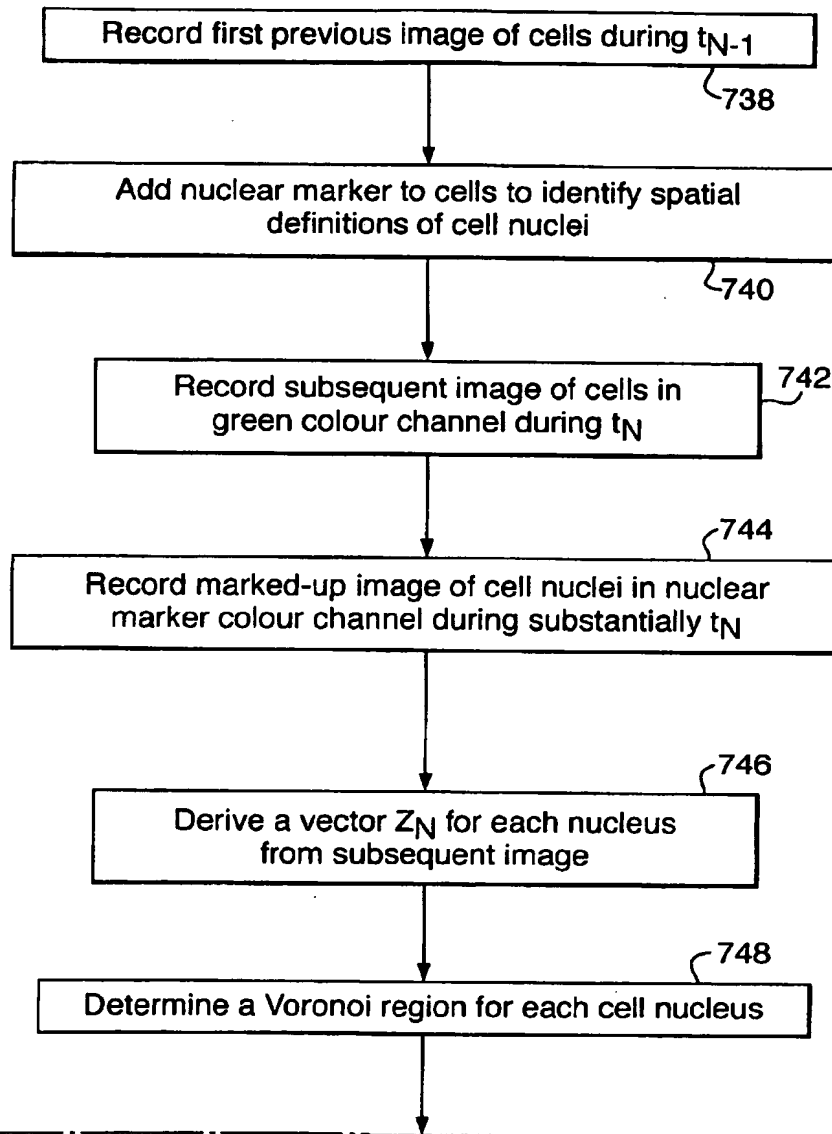 Record first previous image of cells during tN-1
738
Add nuclear marker to cells to identify spatial
definitions of cell nuclei
740
Record subsequent image of cells in
green colour channel during tN
742
744
Record marked-up image of cell nuclei in nuclear
marker colour channel during substantially tN
746
Derive a vector ZN for each nucleus
from subsequent image
748
Determine a Voronoi region for each cell nucleus